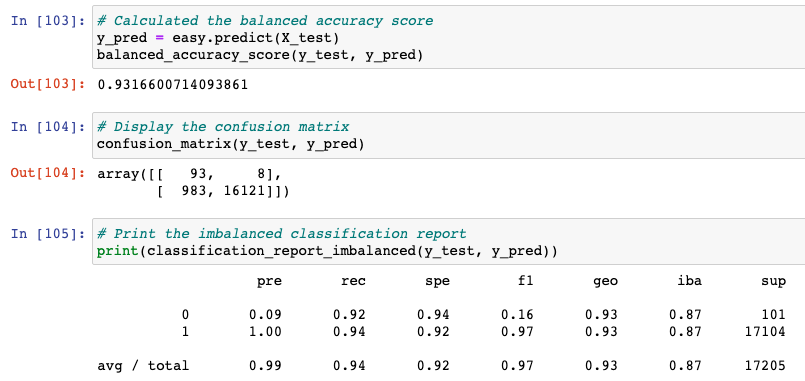 In [103]: # Calculated the balanced accuracy score
y_pred = easy.predict(X_test)
balanced_accuracy_score(y_test, y_pred)
Out[103]: 0.9316600714093861
In [104]: # Display the confusion matrix
confusion_matrix(y_test, y_pred)
Out[104]: array([[   93,     8],
       [  983, 16121]])
In [105]: # Print the imbalanced classification report
print(classification_report_imbalanced(y_test, y_pred))
pre rec spe f1 geo iba sup
0 0.09 0.92 0.94 0.16 0.93 0.87 101
1 1.00 0.94 0.92 0.97 0.93 0.87 17104
avg / total 0.99 0.94 0.92 0.97 0.93 0.87 17205